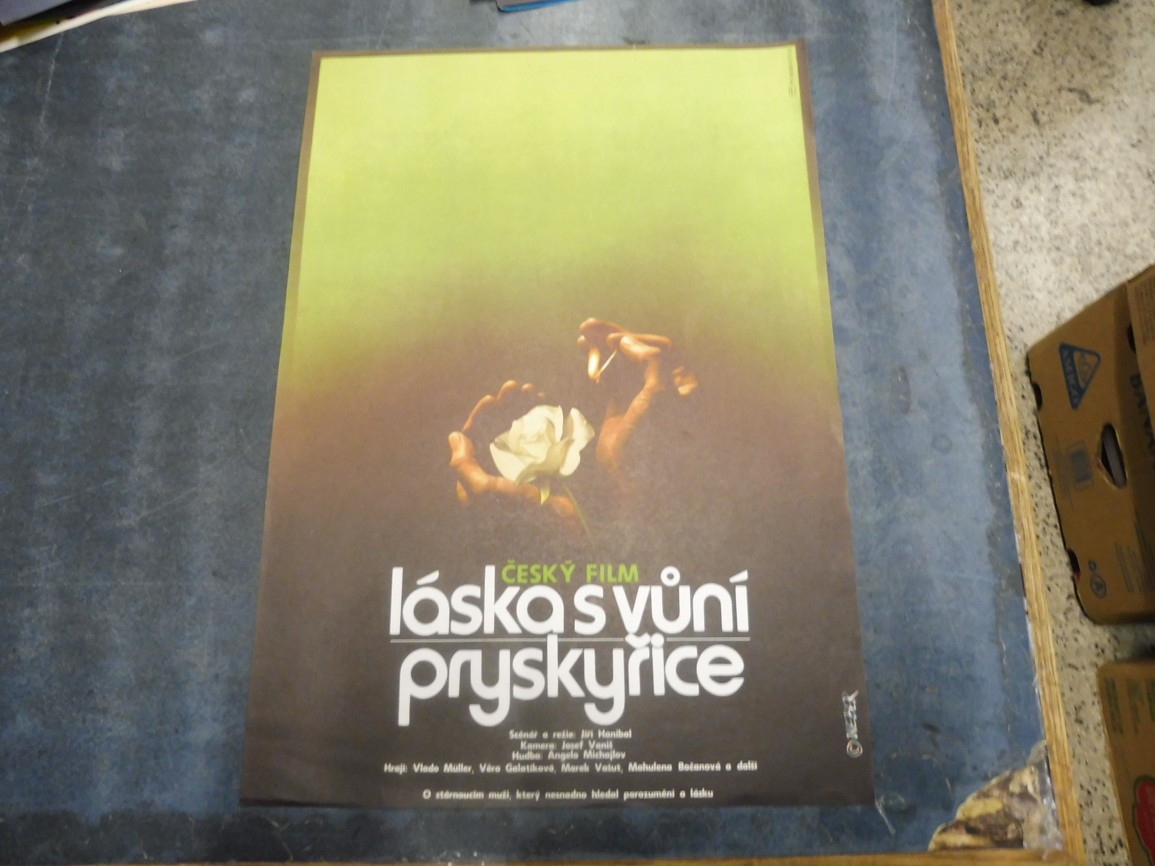 ČESKÝ FILM
láska s vůní
pryskyřice
Scénář a režie: Jiří Hanibal
Kamera: Josef Vaniš
Hudba: Angelo Michajlov
Hrají: Vlado Müller, Věra Galatíková, Marek Vašut, Mahulena Bočanová a další
O stárnoucím muži, který nesnadno hledal porozumění a lásku